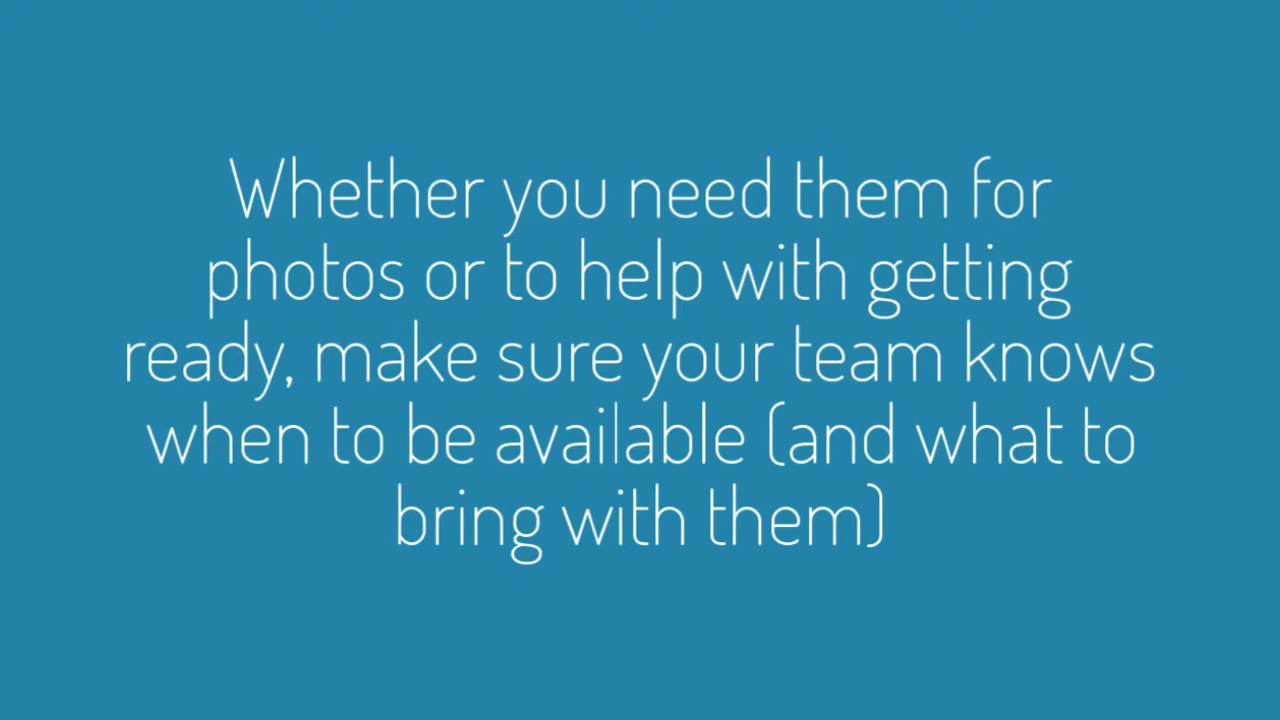 Whether you need them for
photos or to help with getting
ready, make sure your team knows
when to be available (and what to
bring with them)